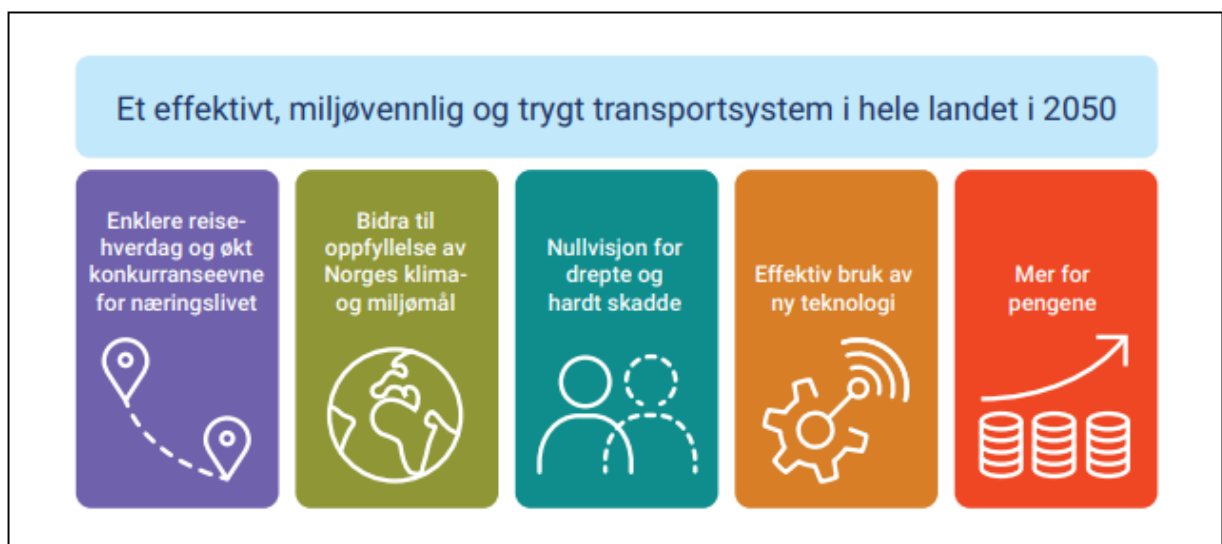 Et effektivt, miljøvennlig og trygt transportsystem i hele landet i 2050
Enklere reise-
hverdag og økt
konkurranseevne
for næringslivet
Bidra til
oppfyllelse av
Norges klima-
og miljømål
Nullvisjon for
drepte og
hardt skadde
Effektiv bruk av
ny teknologi
Mer for
pengene